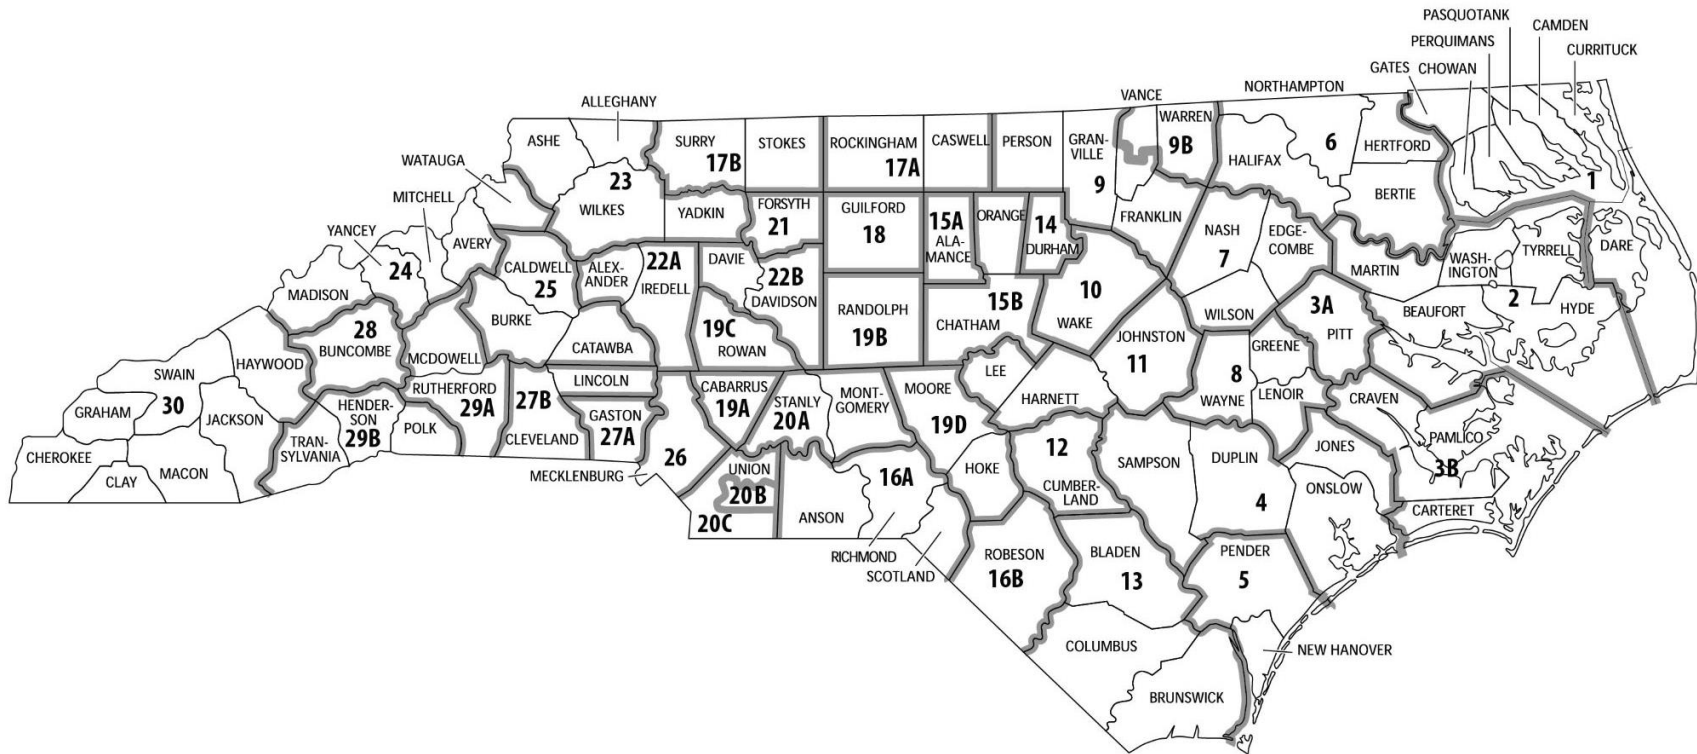 PASQUOTANK
CAMDEN
PERQUIMANS
CURRITUCK
GATES
CHOWAN
NORTHAMPTON
VANCE
ALLEGHANY
WARREN
9B
ASHE
SURRY
17B
STOKES
ROCKINGHAM
17A
CASWELL
PERSON
GRAN-
VILLE
9
HALIFAX
6
HERTFORD
BERTIE
1
WATAUGA
MITCHELL
YANCEY
23
WILKES
YADKIN
FORSYTH
21
GUILFORD
18
15A
ALA-
MANCE
ORANGE
14
DURHAM
FRANKLIN
NASH
7
EDGE-
COMBE
MARTIN
WASH-
INGTON
TYRRELL
DARE
AVERY
24
MADISON
CALDWELL
25
ALEX-
ANDER
22A
IREDELL
DAVIE
22B
DAVIDSON
RANDOLPH
19B
15B
CHATHAM
10
WAKE
WILSON
3A
PITT
BEAUFORT
2
HYDE
28
BUNCOMBE
MCDOWELL
BURKE
CATAWBA
19C
ROWAN
JOHNSTON
11
GREENE
HAYWOOD
SWAIN
30
GRAHAM
JACKSON
CHEROKEE
CLAY
MACON
TRAN-
SYLVANIA
HENDER-
SON
29B
RUTHERFORD
29A
POLK
27B
CLEVELAND
LINCOLN
GASTON
27A
MECKLENBURG
26
CABARRUS
19A
STANLY
20A
MONT-
GOMERY
MOORE
19D
LEE
HARNETT
8
WAYNE
LENOIR
CRAVEN
PAMLICO
3B
JONES
CARTERET
ONSLOW
DUPLIN
4
SAMPSON
12
CUMBER-
LAND
HOKE
UNION
20B
20C
ANSON
16A
RICHMOND
SCOTLAND
ROBESON
16B
BLADEN
13
PENDER
5
COLUMBUS
NEW HANOVER
BRUNSWICK